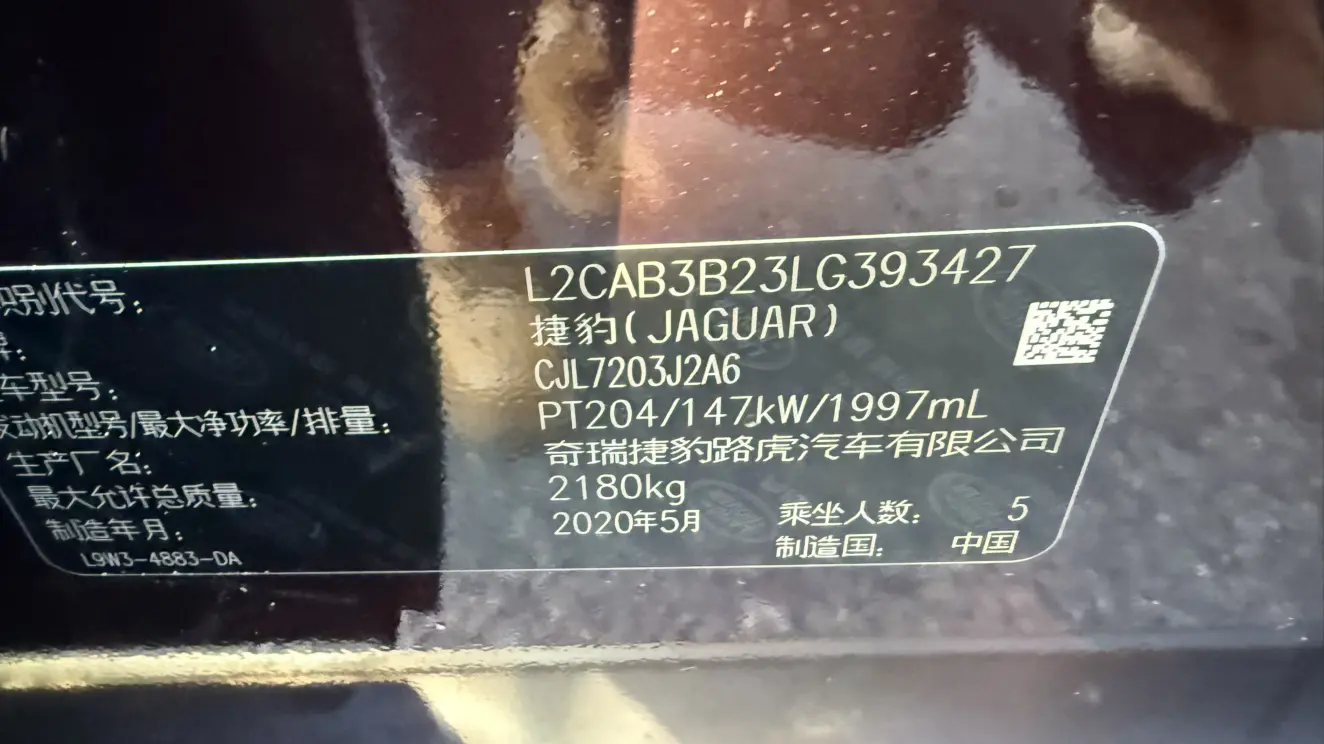 识别代号: L2CAB3B23LG393427
牌: 捷豹(JAGUAR)
车型号: CJL7203J2A6
发动机型号/最大净功率/排量: PT204/147kW/1997mL
生产厂名: 奇瑞捷豹路虎汽车有限公司
最大允许总质量: 2180kg
制造年月: 2020年5月 乘坐人数: 5
制造国: 中国
L9W3-4883-DA